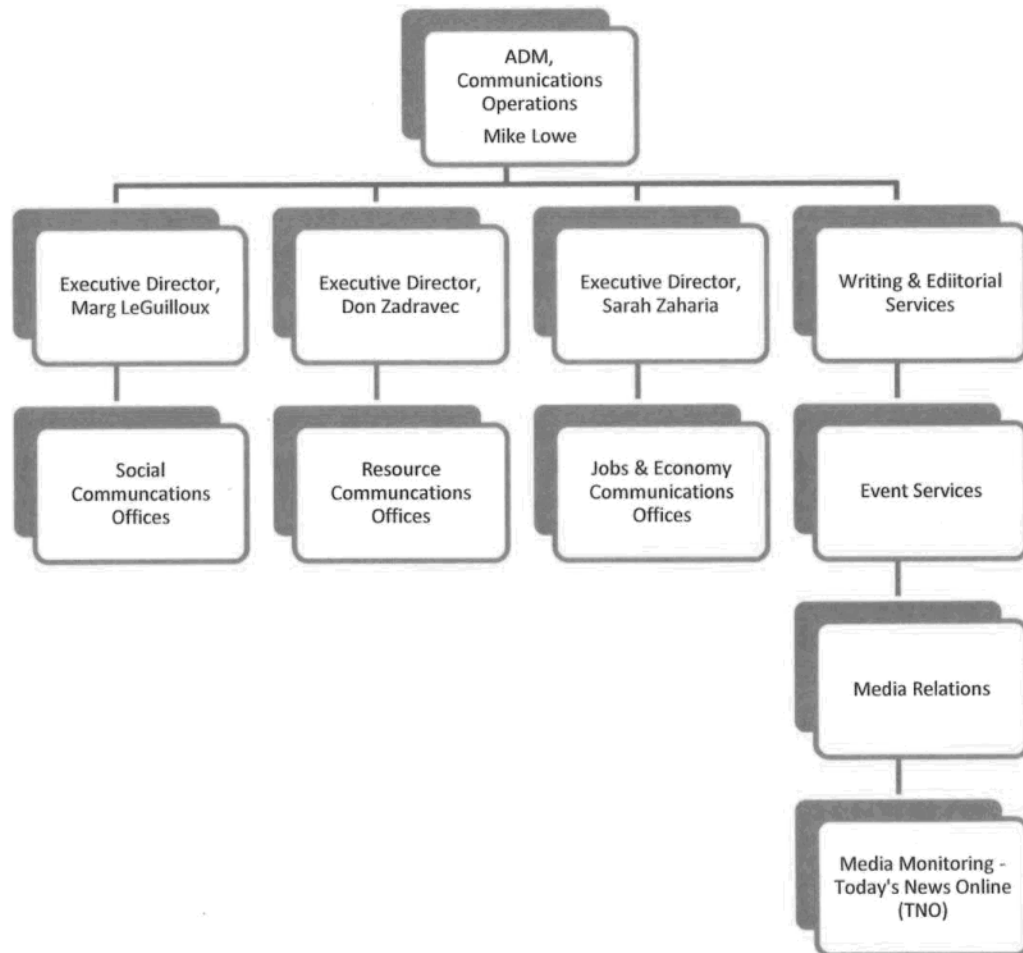 ADM,
Communications
Operations
Mike Lowe
Executive Director,
Marg LeGuilloux
Executive Director,
Don Zadravec
Executive Director,
Sarah Zaharia
Writing & Ediitorial
Services
Social
Communcations
Offices
Resource
Communcations
Offices
Jobs & Economy
Communications
Offices
Event Services
Media Relations
Media Monitoring -
Today's News Online
(TNO)